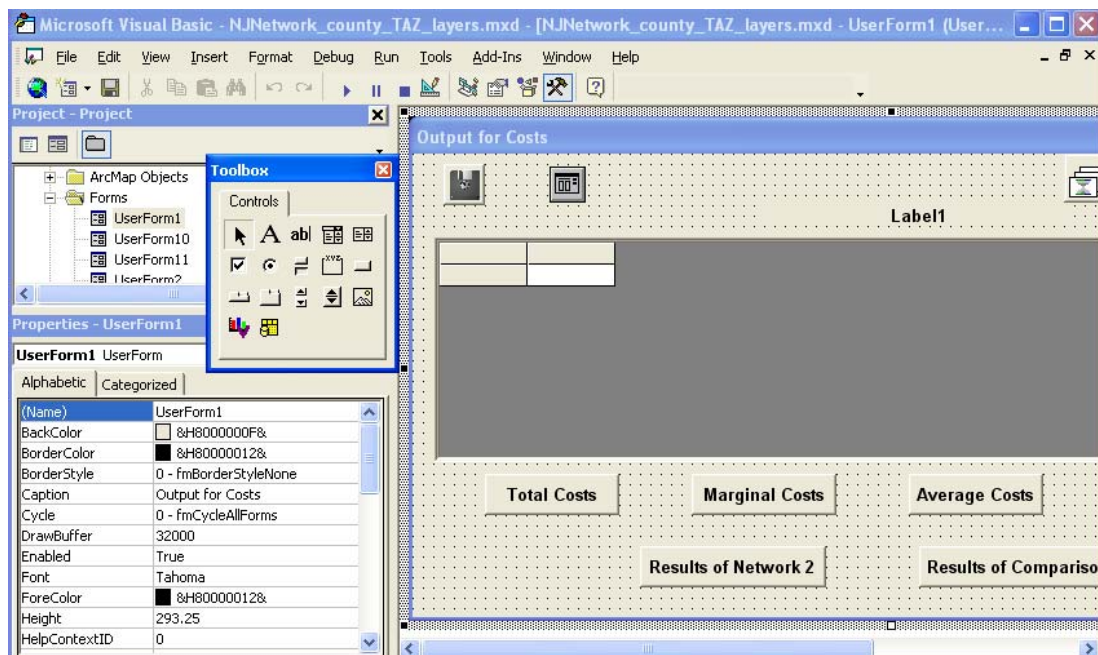 Microsoft Visual Basic - NJNetwork_county_TAZ_layers.mxd - [NJNetwork_county_TAZ_layers.mxd - UserForm1 (User...
File Edit View Insert Format Debug Run Tools Add-Ins Window Help
Project - Project
ArcMap Objects
Forms
UserForm1
UserForm10
UserForm11
UserForm2
Toolbox
Controls
A ab|
xyz
Properties - UserForm1
UserForm1 UserForm
Alphabetic Categorized
(Name) UserForm1
BackColor &H8000000F&
BorderColor &H80000012&
BorderStyle 0 - fmBorderStyleNone
Caption Output for Costs
Cycle 0 - fmCycleAllForms
DrawBuffer 32000
Enabled True
Font Tahoma
ForeColor &H80000012&
Height 293.25
HelpContextID 0
Output for Costs
Label1
Total Costs Marginal Costs Average Costs
Results of Network 2 Results of Compariso